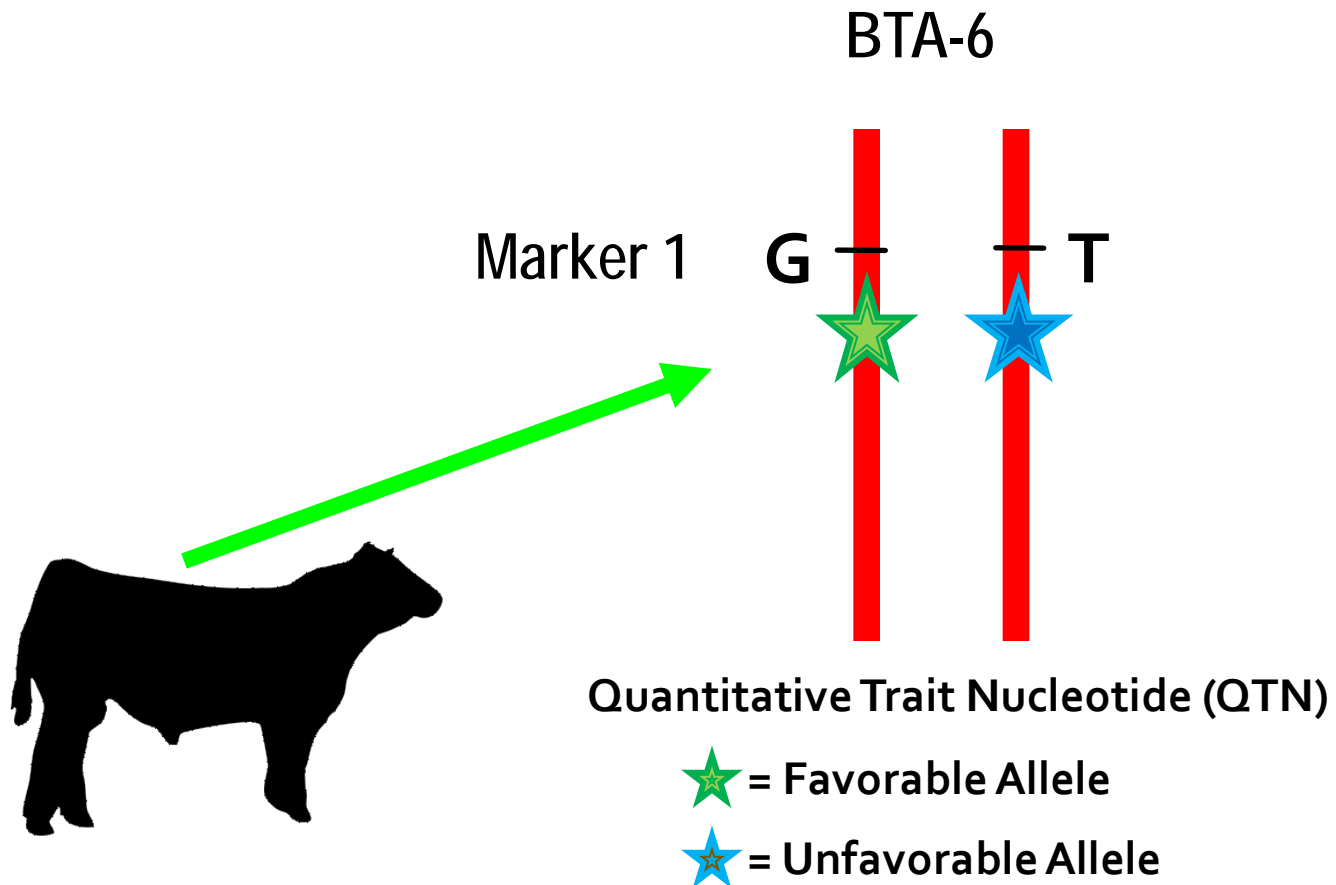 BTA-6
Marker 1 G T
Quantitative Trait Nucleotide (QTN)
= Favorable Allele
= Unfavorable Allele